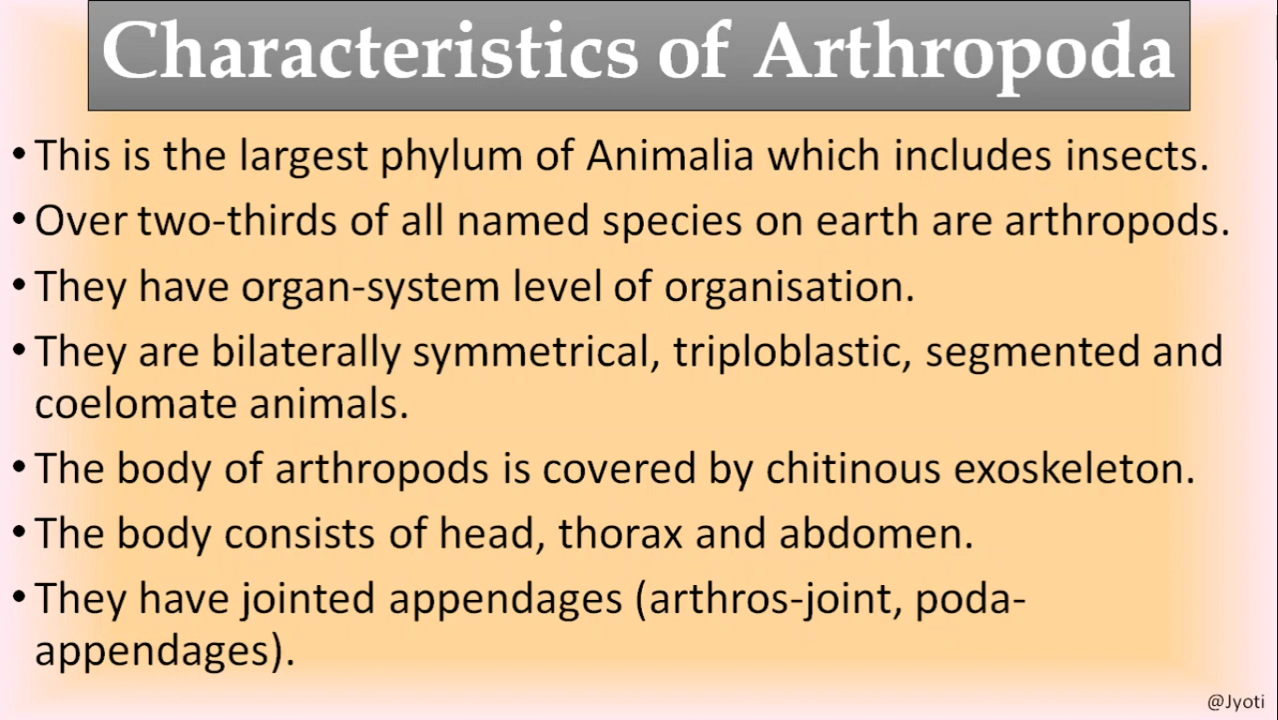 Characteristics of Arthropoda
• This is the largest phylum of Animalia which includes insects.
• Over two-thirds of all named species on earth are arthropods.
• They have organ-system level of organisation.
• They are bilaterally symmetrical, triploblastic, segmented and
coelomate animals.
• The body of arthropods is covered by chitinous exoskeleton.
• The body consists of head, thorax and abdomen.
• They have jointed appendages (arthros-joint, poda-
appendages).
@Jyoti